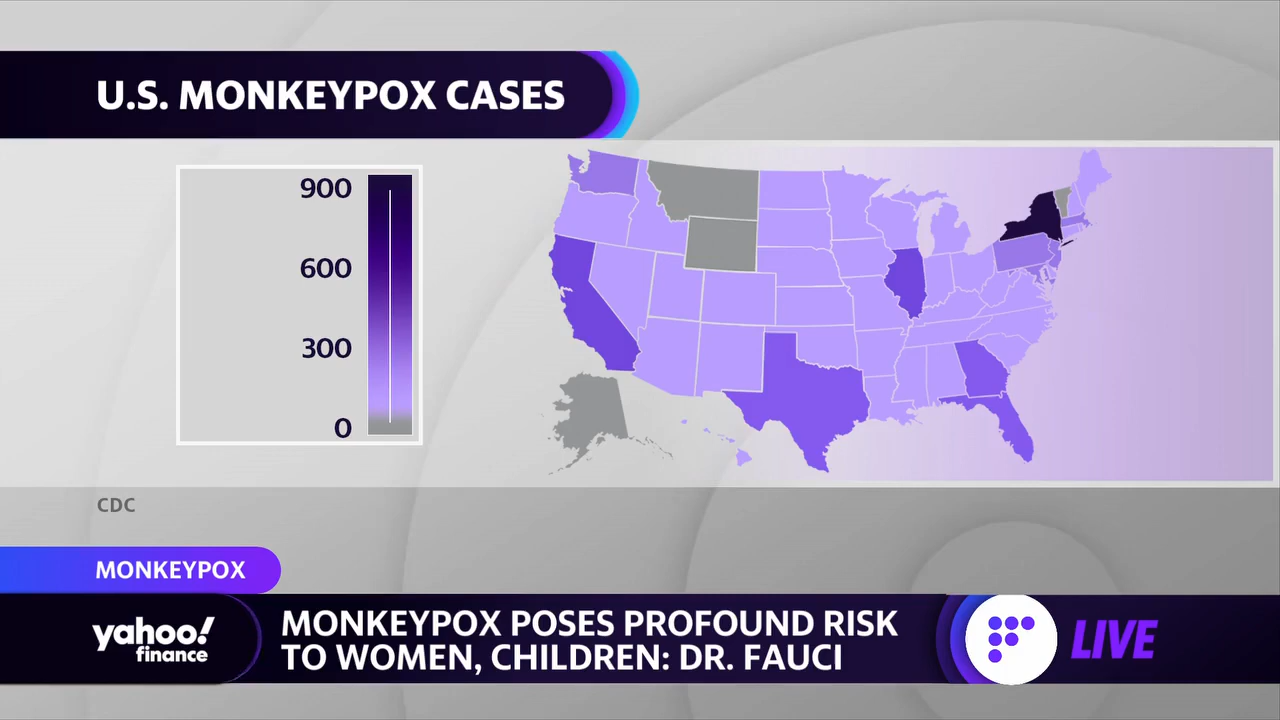 U.S. MONKEYPOX CASES
900
600
300
0
CDC
MONKEYPOX
yahoo!
finance
MONKEYPOX POSES PROFOUND RISK
TO WOMEN, CHILDREN: DR. FAUCI
LIVE